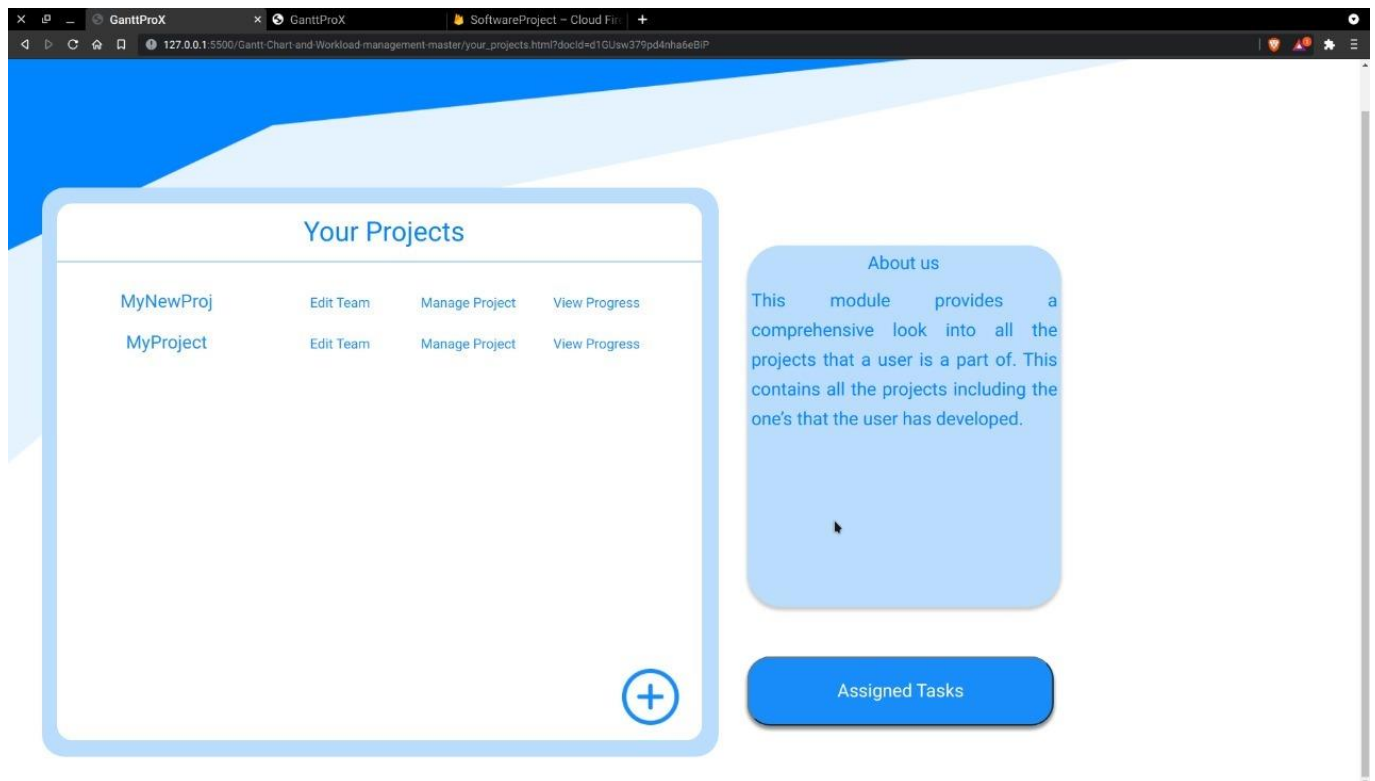 GanttProX
GanttProX
SoftwareProject – Cloud Fir
127.0.0.1:5500/Gantt-Chart-and-Workload-management-master/your_projects.html?docId=d1GUsw379pd4nha6eBiP
Your Projects
MyNewProj Edit Team Manage Project View Progress
MyProject Edit Team Manage Project View Progress
About us
This module provides a
comprehensive look into all the
projects that a user is a part of. This
contains all the projects including the
one's that the user has developed.
Assigned Tasks